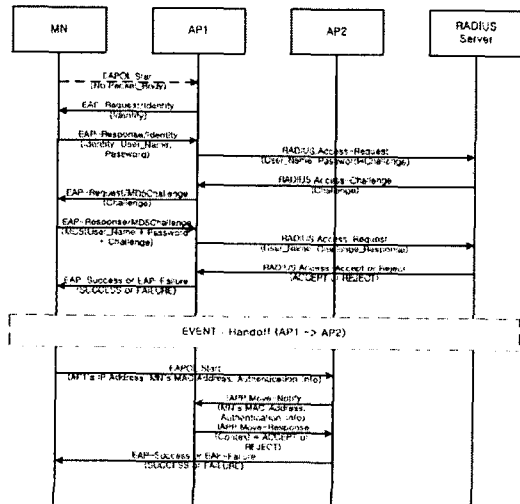 MN
AP1
AP2
RADIUS
Server
EAPOL Start
(No Packet_Body)
EAP-Request/Identity
(Identity)
EAP-Response/Identity
(Identity, User_Name,
Password)
RADIUS Access-Request
(User_Name, Password+Challenge)
RADIUS Access-Challenge
(Challenge)
EAP-Request/MD5Challenge
(Challenge)
EAP-Response/MD5Challenge
(MD5(User_Name + Password
+ Challenge)
RADIUS Access-Request
(User_Name, Challenge_Response)
RADIUS Access-Accept or Reject
(ACCEPT or REJECT)
EAP-Success or EAP-Failure
(SUCCESS or FAILURE)
EVENT : Handoff (AP1 -> AP2)
EAPOL Start
(AP1's IP Address, MN's MAC Address, Authentication Info)
IAPP Move-Notify
(MN's MAC Address,
Authentication Info)
IAPP Move-Response
(Context = ACCEPT or
REJECT)
EAP-Success or EAP-Failure
(SUCCESS or FAILURE)